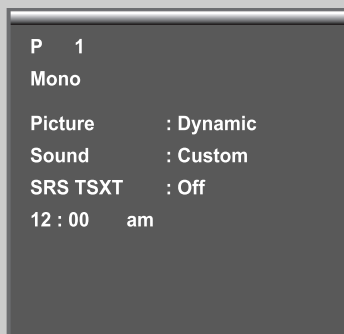 P 1
Mono
Picture : Dynamic
Sound : Custom
SRS TSXT : Off
12 : 00 am